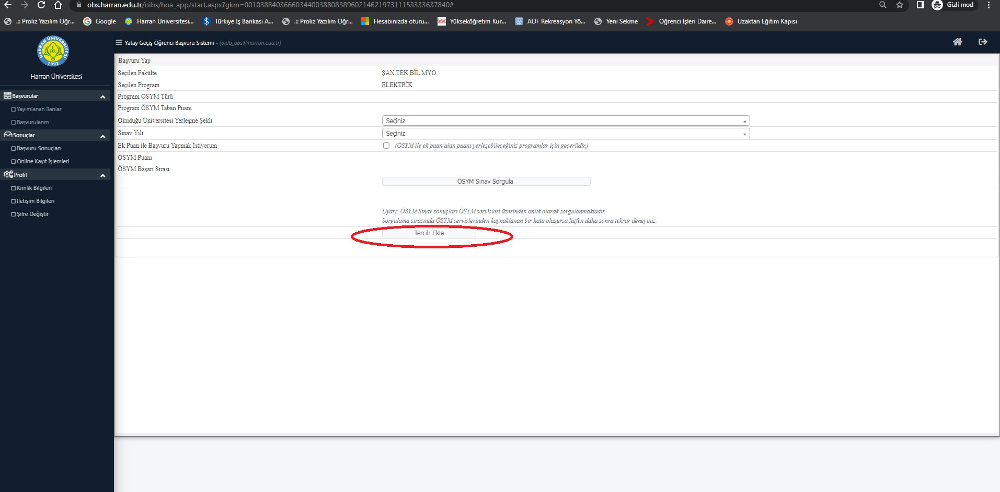 obs.harran.edu.tr/oibs/hoa_app/start.aspx?gkm=00103884036660344003880838960214621973111533333637840#
Gizli mod
.:: Proliz Yazılım Öğr...
Google
Harran Üniversitesi...
Türkiye İş Bankası A...
.:: Proliz Yazılım Öğr...
Hesabınızda oturu...
Yükseköğretim Kur...
AÖF Rekreasyon Yö...
Yeni Sekme
Öğrenci İşleri Daire...
Uzaktan Eğitim Kapısı
HARRAN ÜNİVERSİTESİ
1992
Harran Üniversitesi
Başvurular
Yayımlanan İlanlar
Başvurularım
Sonuçlar
Başvuru Sonuçları
Online Kayıt İşlemleri
Profil
Kimlik Bilgileri
İletişim Bilgileri
Şifre Değiştir
Yatay Geçiş Öğrenci Başvuru Sistemi - (oidb_obs@harran.edu.tr)
Başvuru Yap
Seçilen Fakülte ŞAN.TEK.BİL.MYO.
Seçilen Program ELEKTRİK
Program ÖSYM Türü
Program ÖSYM Taban Puanı
Okuduğu Üniversitesi Yerleşme Şekli Seçiniz
Sınav Yılı Seçiniz
Ek Puan ile Başvuru Yapmak İstiyorum (ÖSYM ile ek puan/alan puanı yerleşebileceğiniz programlar için geçerlidir.)
ÖSYM Puanı
ÖSYM Başarı Sırası
ÖSYM Sınav Sorgula
Uyarı: ÖSYM Sınav sonuçları ÖSYM servisleri üzerinden anlık olarak sorgulanmaktadır.
Sorgulama sırasında ÖSYM servislerinden kaynaklanan bir hata oluşursa lütfen daha sonra tekrar deneyiniz.
Tercih Ekle